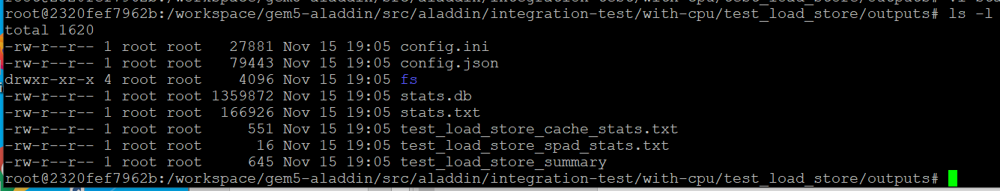 root@2320fef7962b:/workspace/gem5-aladdin/src/aladdin/integration-test/with-cpu/test_load_store/outputs# ls -l
total 1620
-rw-r--r-- 1 root root   27881 Nov 15 19:05 config.ini
-rw-r--r-- 1 root root   79443 Nov 15 19:05 config.json
drwxr-xr-x 4 root root    4096 Nov 15 19:05 fs
-rw-r--r-- 1 root root 1359872 Nov 15 19:05 stats.db
-rw-r--r-- 1 root root  166926 Nov 15 19:05 stats.txt
-rw-r--r-- 1 root root     551 Nov 15 19:05 test_load_store_cache_stats.txt
-rw-r--r-- 1 root root      16 Nov 15 19:05 test_load_store_spad_stats.txt
-rw-r--r-- 1 root root     645 Nov 15 19:05 test_load_store_summary
root@2320fef7962b:/workspace/gem5-aladdin/src/aladdin/integration-test/with-cpu/test_load_store/outputs#